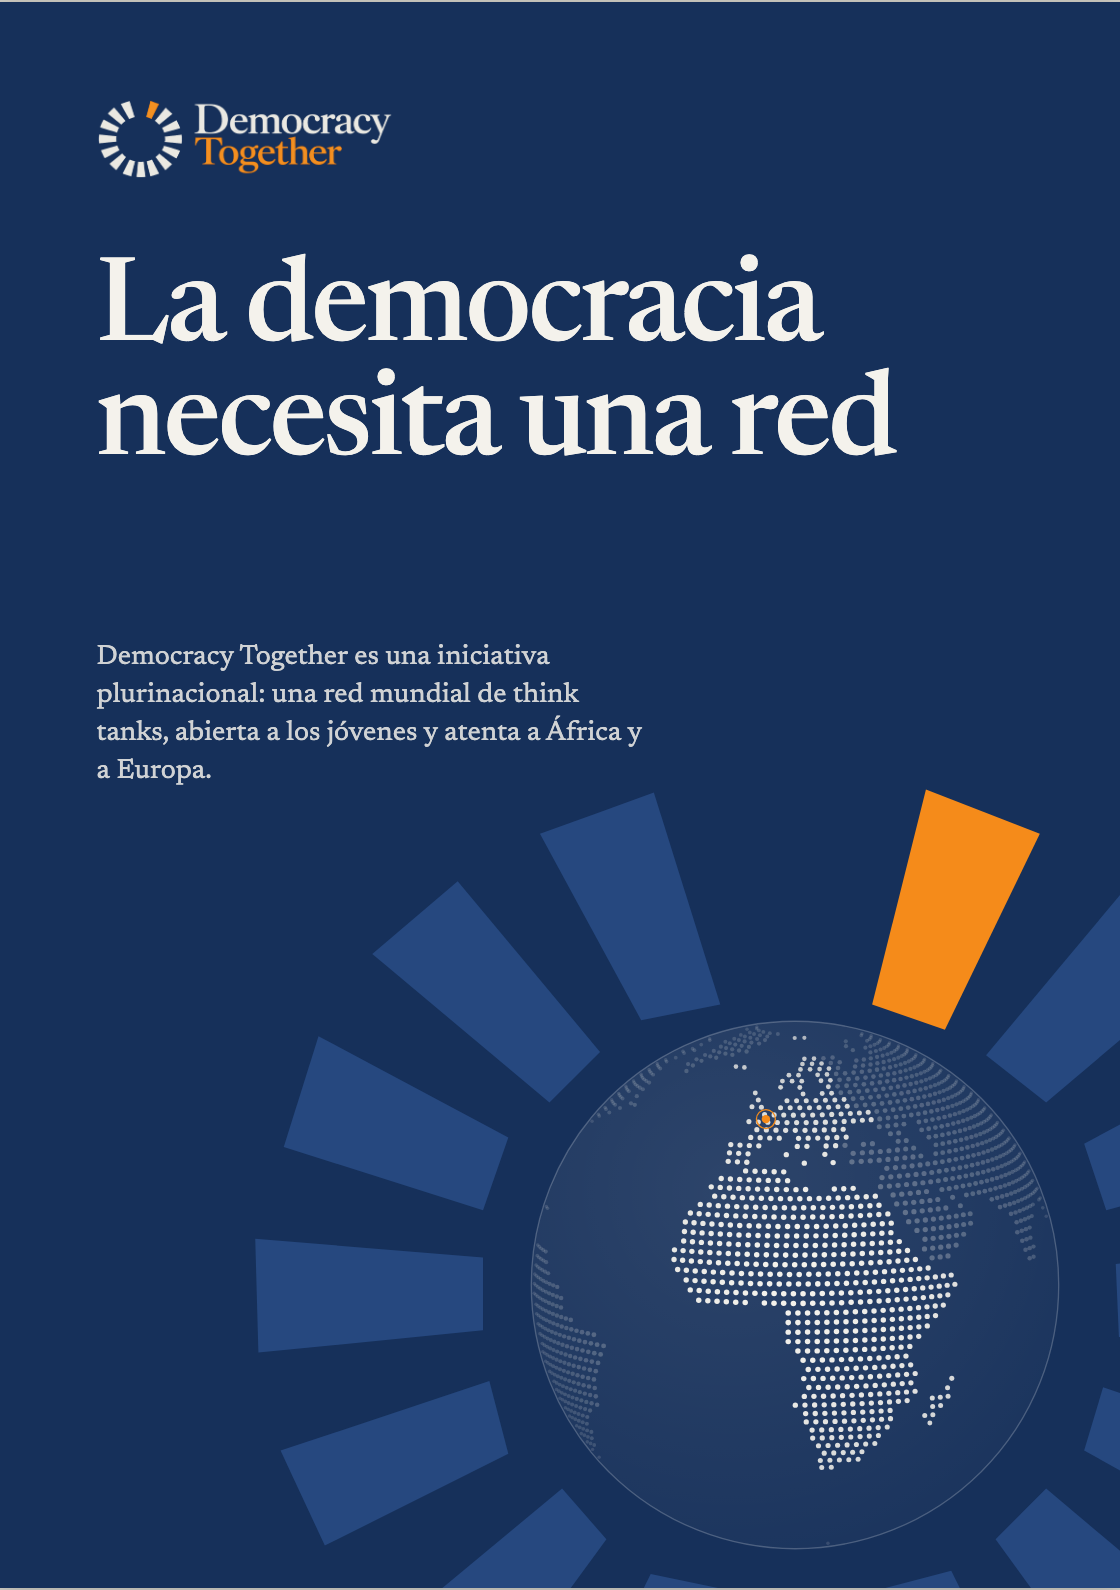 Democracy
Together
La democracia
necesita una red
Democracy Together es una iniciativa
plurinacional: una red mundial de think
tanks, abierta a los jóvenes y atenta a África y
a Europa.